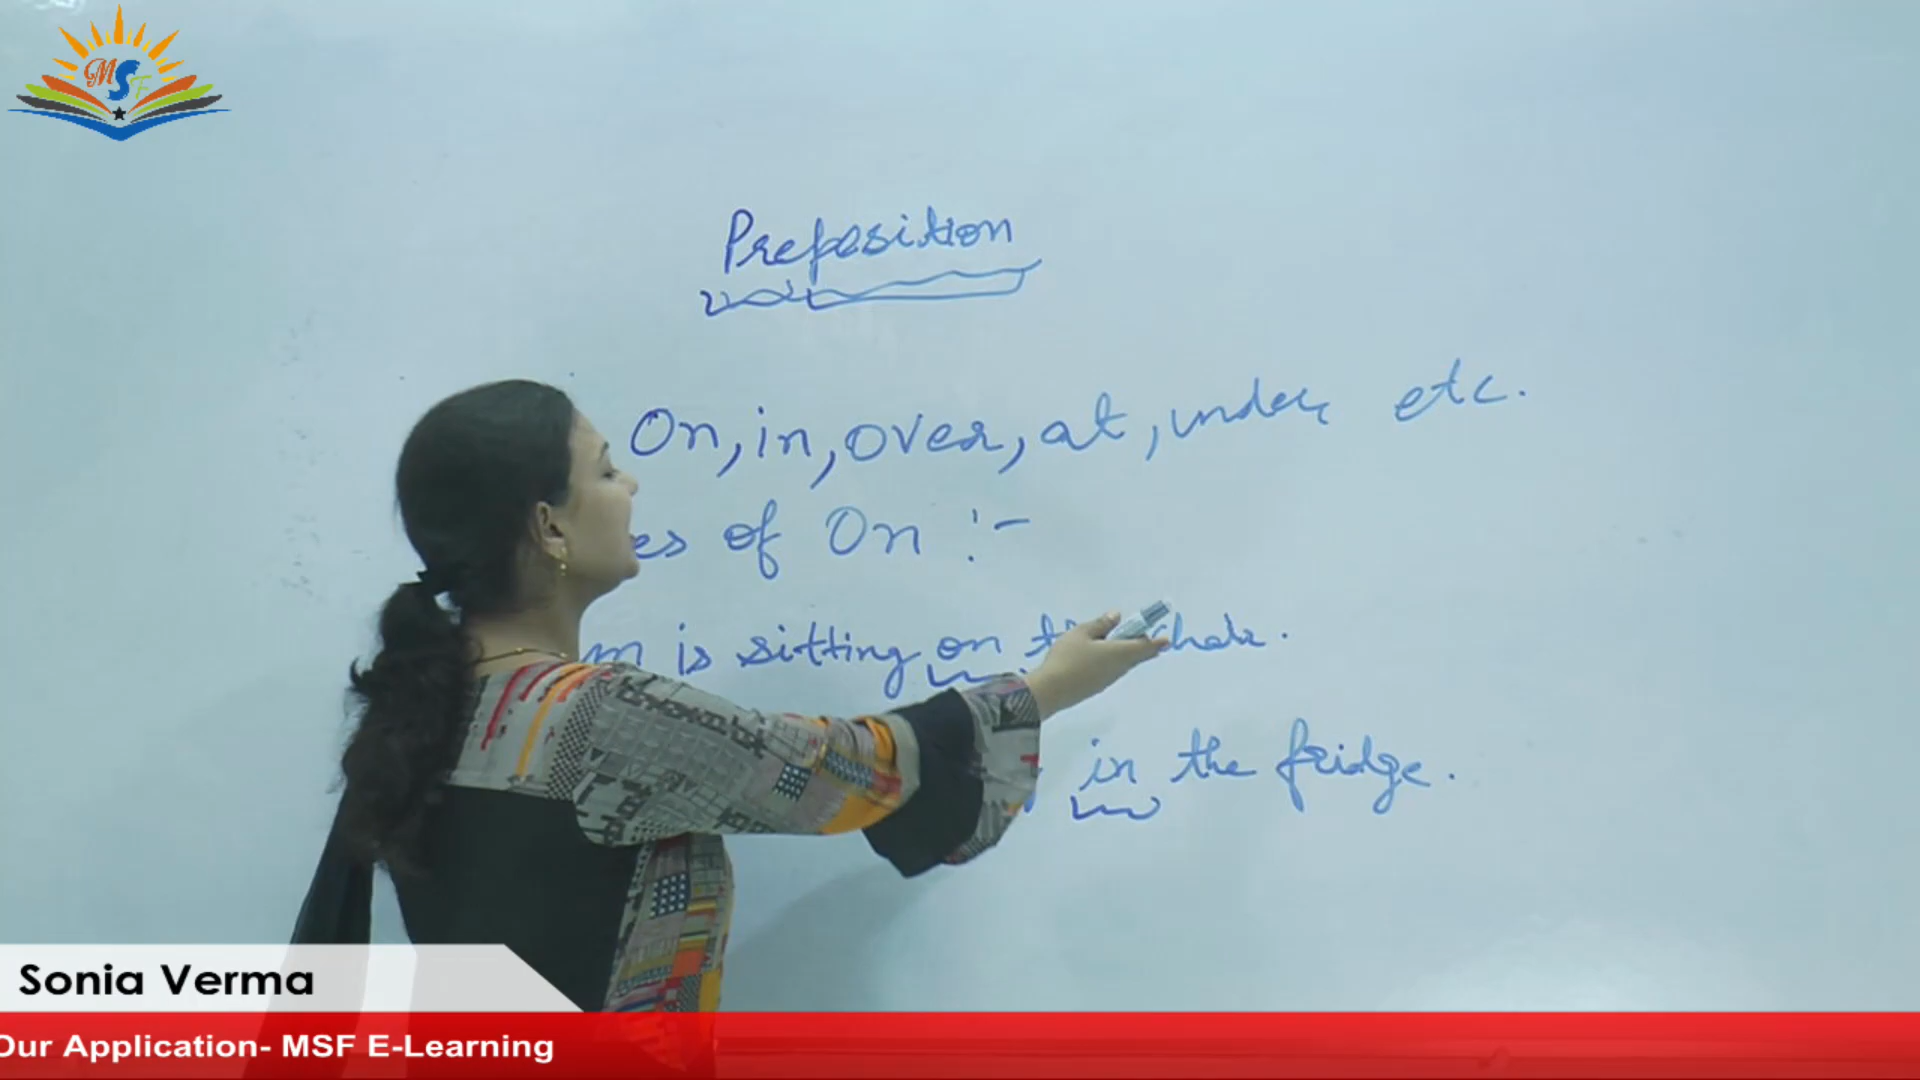 MSF
Preposition
On, in, over, at, under, etc.
es of On :-
m is sitting on the chair.
in the fridge.
Sonia Verma
Our Application- MSF E-Learning